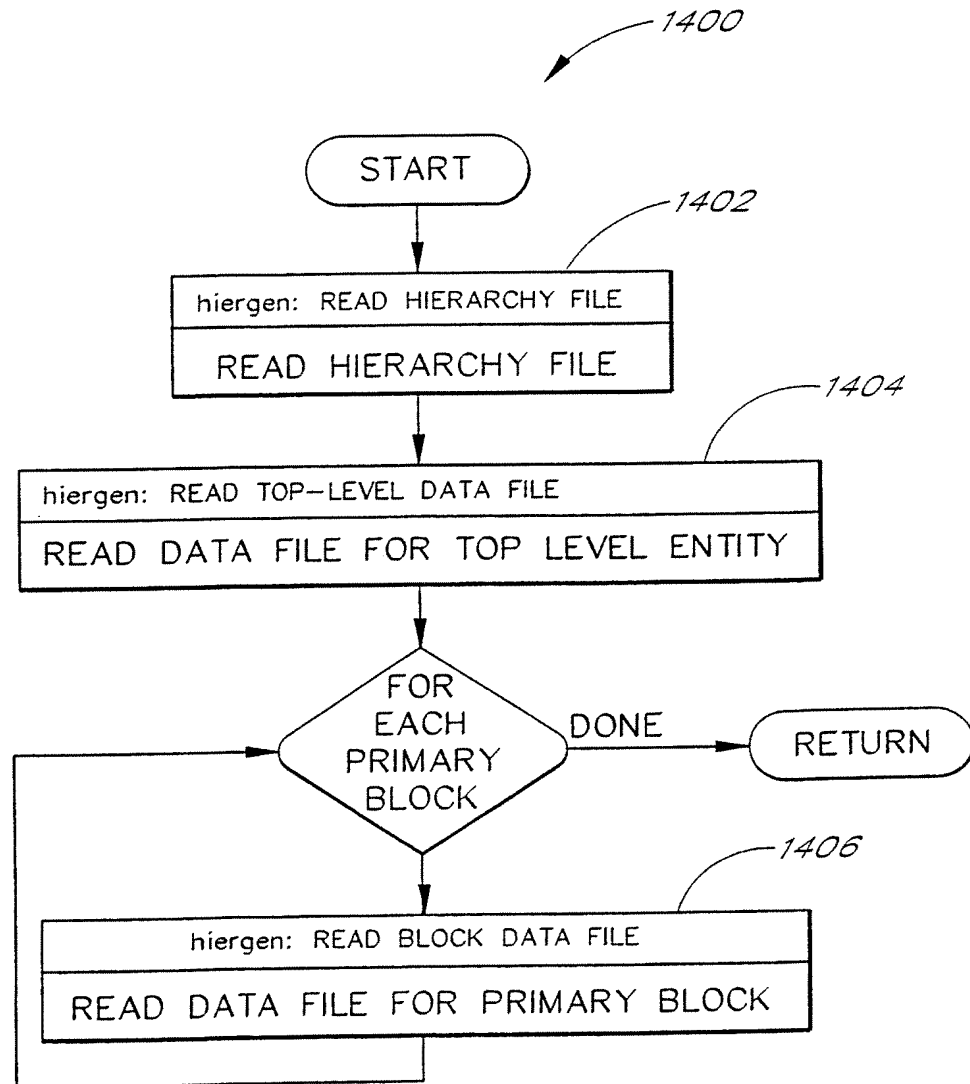 1400
START
1402
hiergen: READ HIERARCHY FILE
READ HIERARCHY FILE
1404
hiergen: READ TOP-LEVEL DATA FILE
READ DATA FILE FOR TOP LEVEL ENTITY
FOR
EACH
PRIMARY
BLOCK
DONE
RETURN
1406
hiergen: READ BLOCK DATA FILE
READ DATA FILE FOR PRIMARY BLOCK